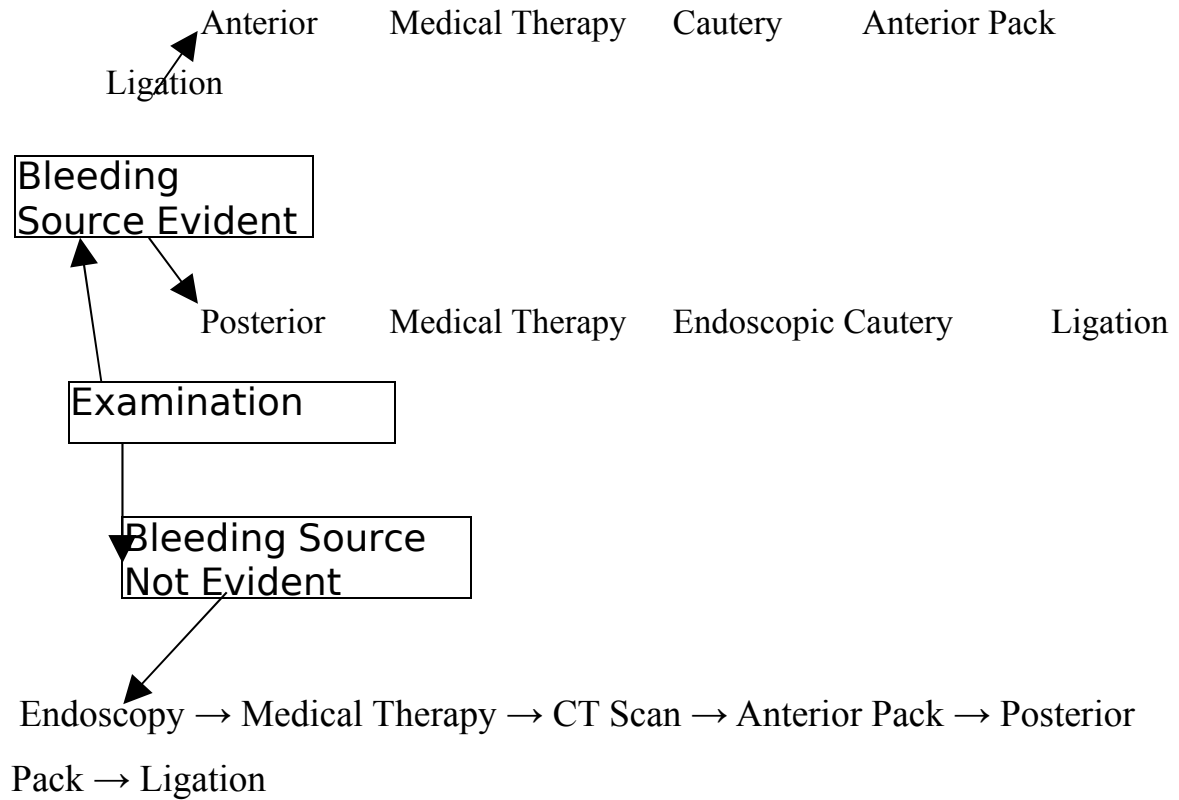 Anterior Medical Therapy Cautery Anterior Pack
Ligation
Bleeding
Source Evident
Posterior Medical Therapy Endoscopic Cautery Ligation
Examination
Bleeding Source
Not Evident
Endoscopy → Medical Therapy → CT Scan → Anterior Pack → Posterior
Pack → Ligation